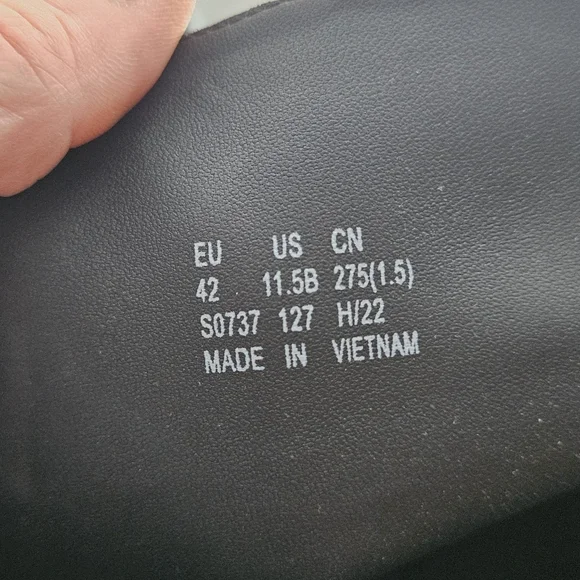 EU US CN
42 11.5B 275(1.5)
S0737 127 H/22
MADE IN VIETNAM